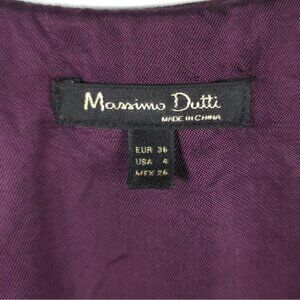 Massimo Dutti
MADE IN CHINA
EUR 36
USA 4
MEX 26